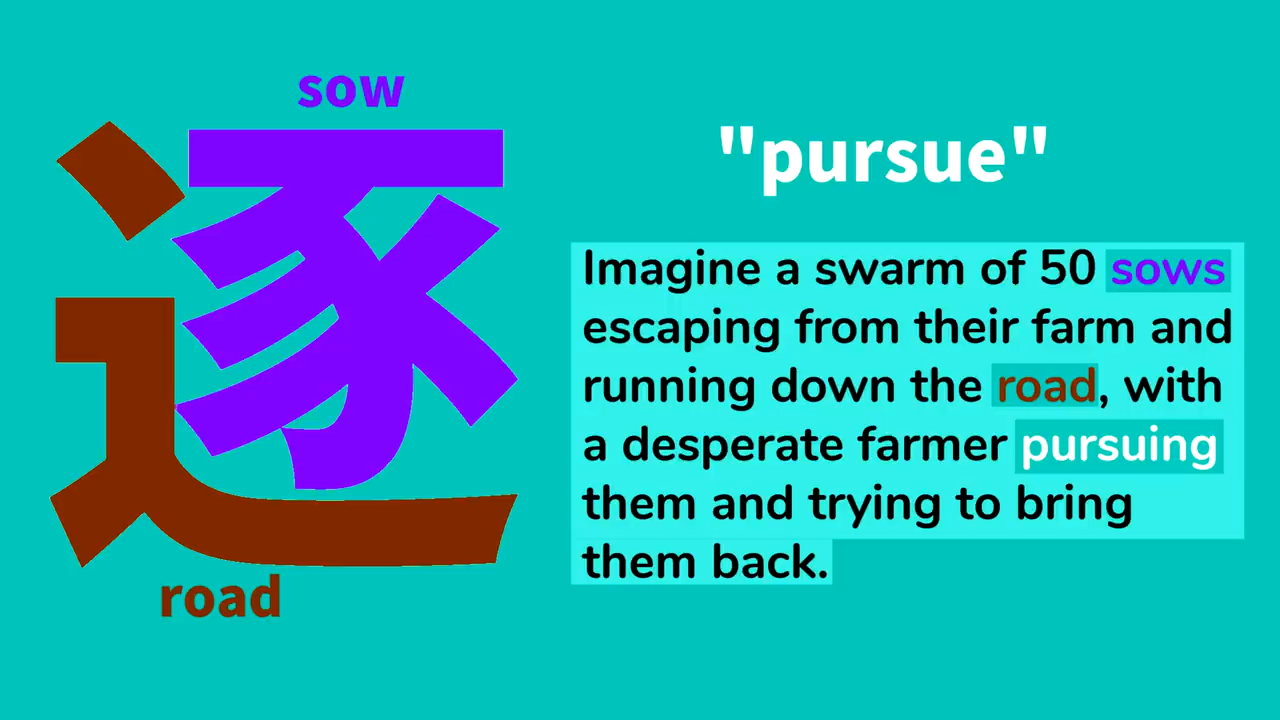 sow
逐
road
"pursue"
Imagine a swarm of 50 sows
escaping from their farm and
running down the road, with
a desperate farmer pursuing
them and trying to bring
them back.